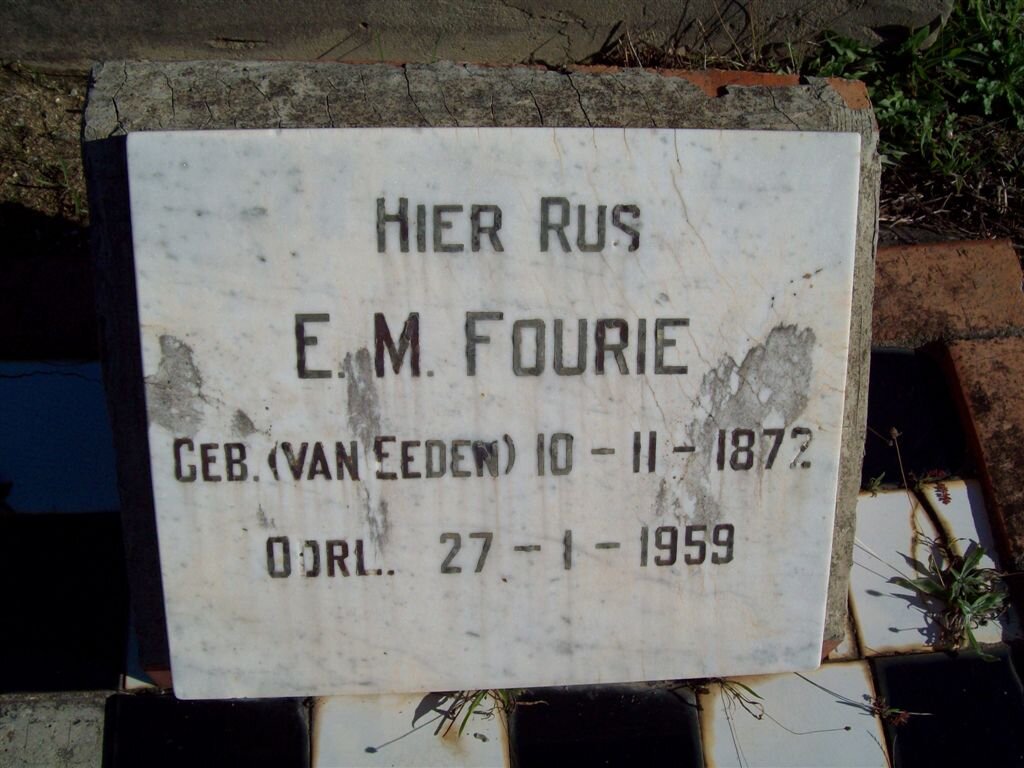 HIER RUS
E. M. FOURIE
GEB. (VAN EEDEN) 10 - 11 - 1872
OORL. 27 - 1 - 1959